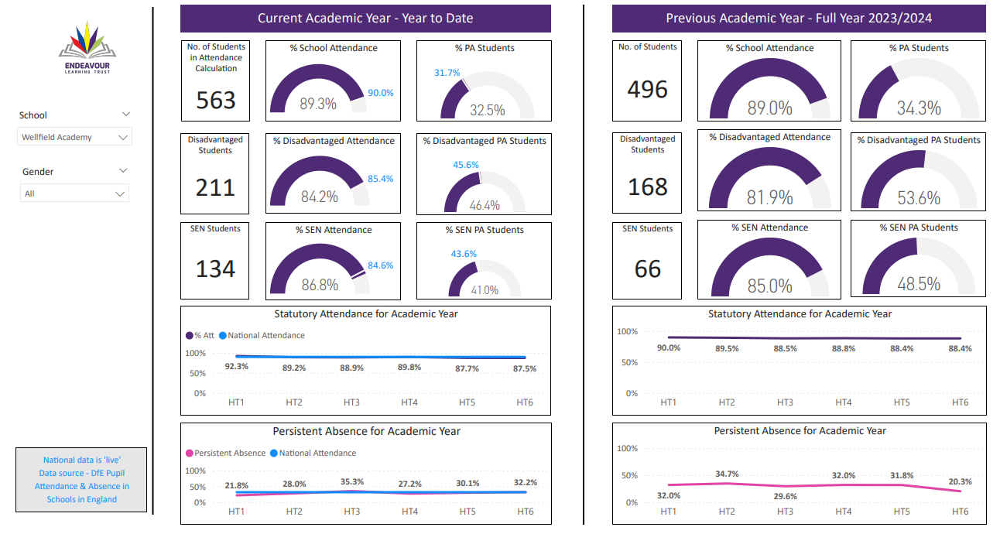 ENDEAVOUR
LEARNING TRUST
School
Wellfield Academy
Gender
All
National data is 'live'
Data source - DfE Pupil
Attendance & Absence in
Schools in England
Current Academic Year - Year to Date
No. of Students
in Attendance
Calculation
563
% School Attendance
90.0%
89.3%
% PA Students
31.7%
32.5%
Disadvantaged
Students
211
% Disadvantaged Attendance
85.4%
84.2%
% Disadvantaged PA Students
45.6%
46.4%
SEN Students
134
% SEN Attendance
84.6%
86.8%
% SEN PA Students
43.6%
41.0%
Statutory Attendance for Academic Year
% Att National Attendance
100%
50%
0%
92.3% 89.2% 88.9% 89.8% 87.7% 87.5%
HT1 HT2 HT3 HT4 HT5 HT6
Persistent Absence for Academic Year
Persistent Absence National Attendance
100%
50%
0%
21.8% 28.0% 35.3% 27.2% 30.1% 32.2%
HT1 HT2 HT3 HT4 HT5 HT6
Previous Academic Year - Full Year 2023/2024
No. of Students
496
% School Attendance
89.0%
% PA Students
34.3%
Disadvantaged
Students
168
% Disadvantaged Attendance
81.9%
% Disadvantaged PA Students
53.6%
SEN Students
66
% SEN Attendance
85.0%
% SEN PA Students
48.5%
Statutory Attendance for Academic Year
100%
50%
0%
90.0% 89.5% 88.5% 88.8% 88.4% 88.4%
HT1 HT2 HT3 HT4 HT5 HT6
Persistent Absence for Academic Year
100%
50%
0%
32.0% 34.7% 29.6% 32.0% 31.8% 20.3%
HT1 HT2 HT3 HT4 HT5 HT6